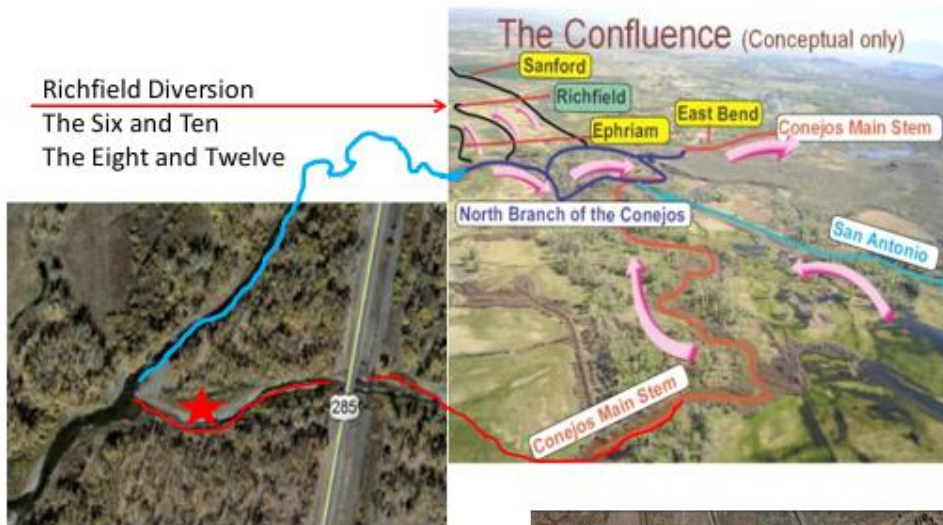 The Confluence (Conceptual only)
Richfield Diversion
The Six and Ten
The Eight and Twelve
Sanford
Richfield
Ephriam
East Bend
Conejos Main Stem
North Branch of the Conejos
San Antonio
Conejos Main Stem
285